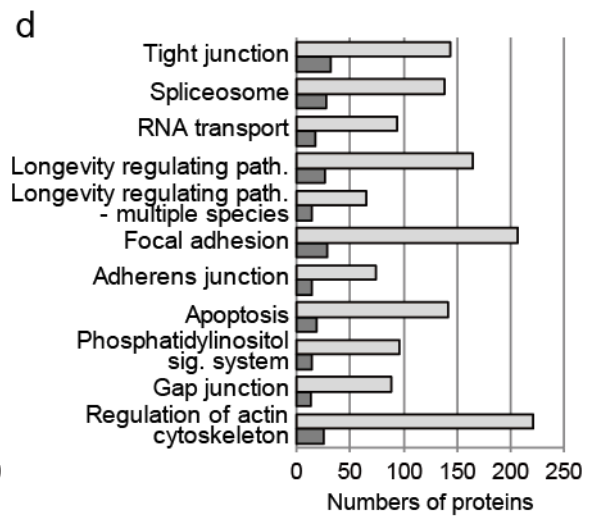 d
Tight junction
Spliceosome
RNA transport
Longevity regulating path.
Longevity regulating path.
- multiple species
Focal adhesion
Adherens junction
Apoptosis
Phosphatidylinositol
sig. system
Gap junction
Regulation of actin
cytoskeleton
0 50 100 150 200 250
Numbers of proteins